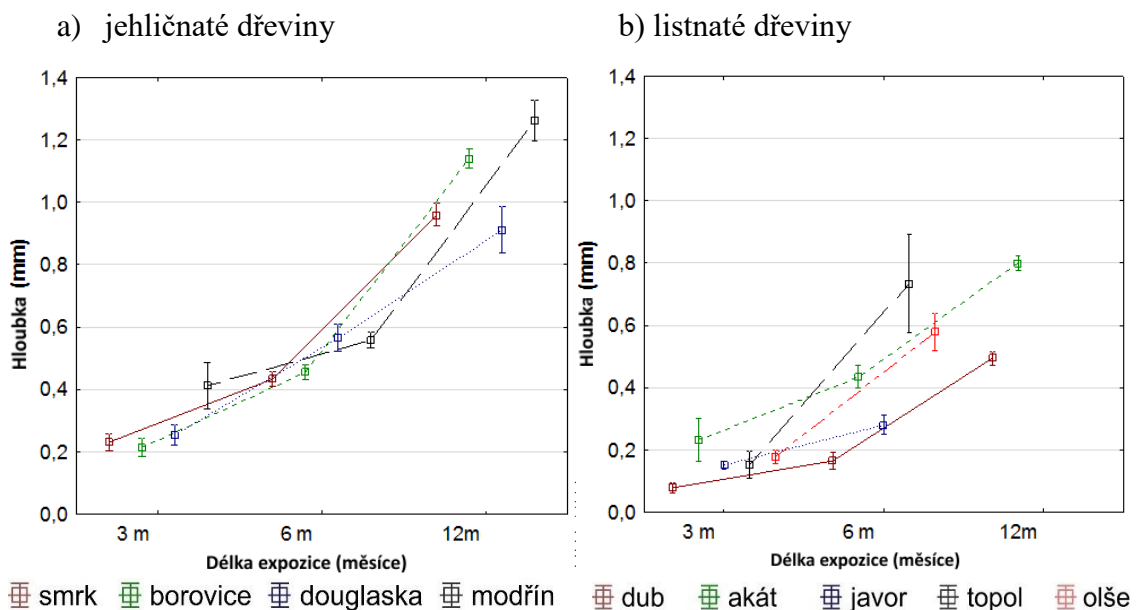 a) jehličnaté dřeviny
1,4
1,2
1,0
0,8
0,6
0,4
0,2
0,0
Hloubka (mm)
3 m 6 m 12m
Délka expozice (měsíce)
smrk borovice douglaska modřín
b) listnaté dřeviny
1,4
1,2
1,0
0,8
0,6
0,4
0,2
0,0
Hloubka (mm)
3 m 6 m 12m
Délka expozice (měsíce)
dub akát javor topol olše